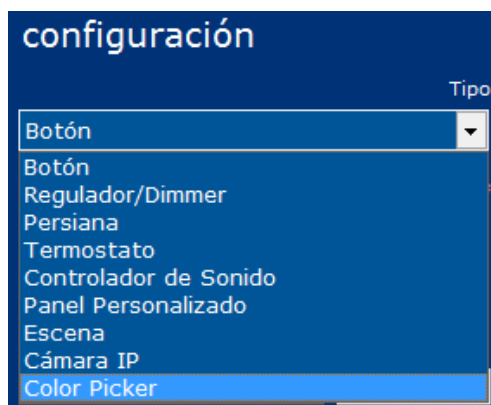 configuración
Tipo
Botón
Botón
Regulador/Dimmer
Persiana
Termostato
Controlador de Sonido
Panel Personalizado
Escena
Cámara IP
Color Picker